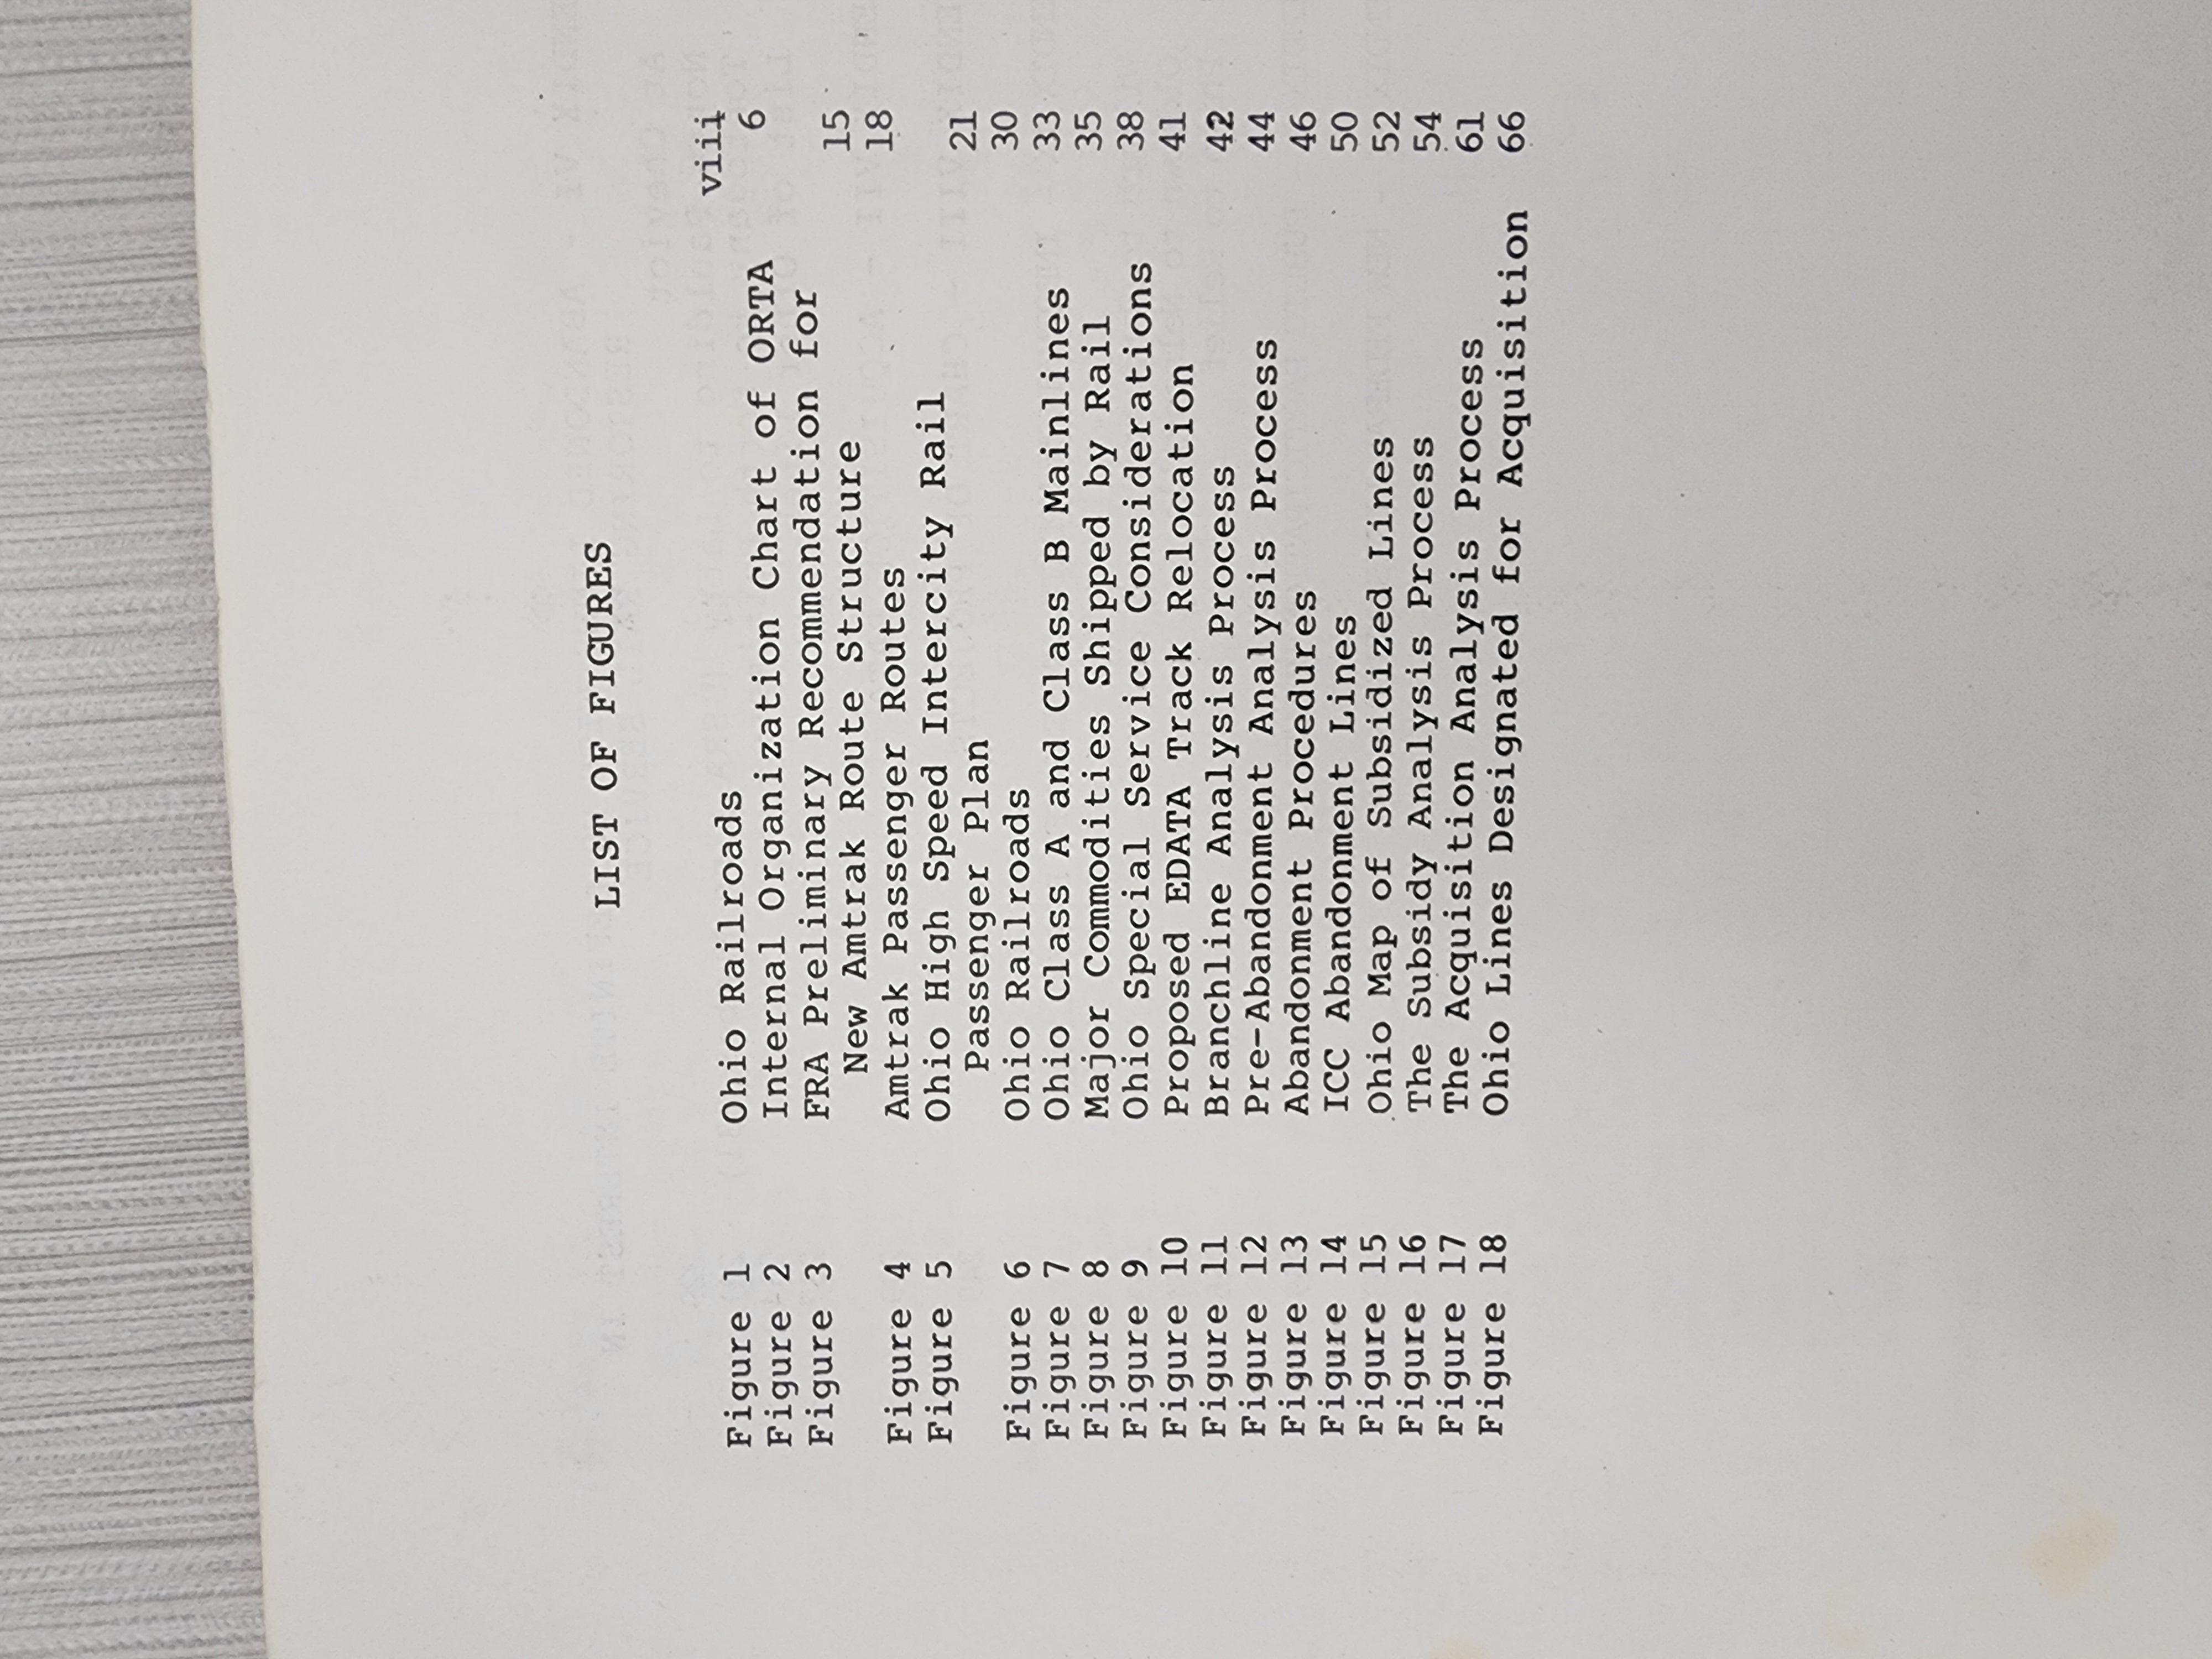 LIST OF FIGURES
Figure 1 Ohio Railroads viii
Figure 2 Internal Organization Chart of ORTA 6
Figure 3 FRA Preliminary Recommendation for
New Amtrak Route Structure 15
Figure 4 Amtrak Passenger Routes 18
Figure 5 Ohio High Speed Intercity Rail
Passenger Plan 21
Figure 6 Ohio Railroads 30
Figure 7 Ohio Class A and Class B Mainlines 33
Figure 8 Major Commodities Shipped by Rail 35
Figure 9 Ohio Special Service Considerations 38
Figure 10 Proposed EDATA Track Relocation 41
Figure 11 Branchline Analysis Process 42
Figure 12 Pre-Abandonment Analysis Process 44
Figure 13 Abandonment Procedures 46
Figure 14 ICC Abandonment Lines 50
Figure 15 Ohio Map of Subsidized Lines 52
Figure 16 The Subsidy Analysis Process 54
Figure 17 The Acquisition Analysis Process 61
Figure 18 Ohio Lines Designated for Acquisition 66